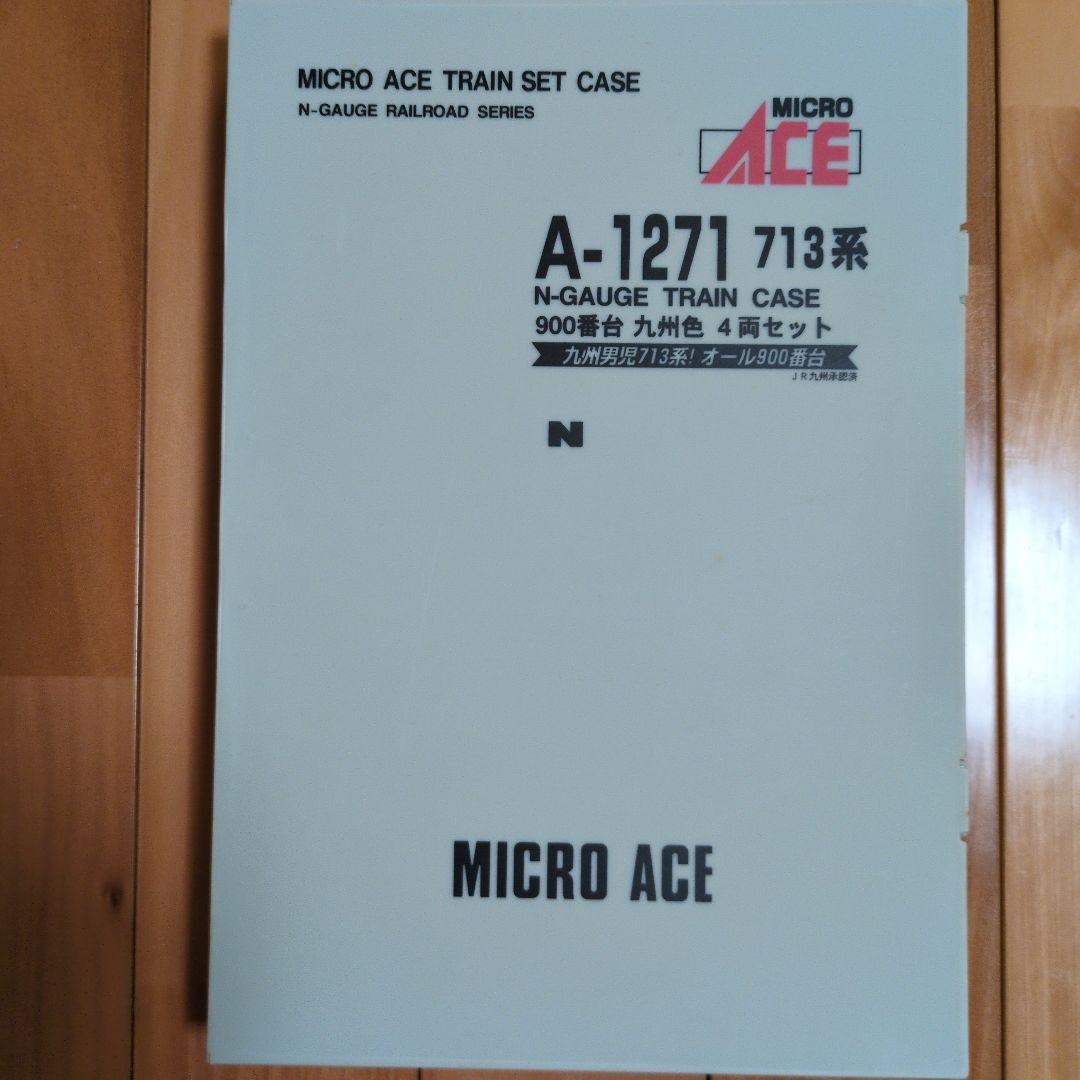 MICRO ACE TRAIN SET CASE
N-GAUGE RAILROAD SERIES
MICRO
ACE
A-1271 713系
N-GAUGE TRAIN CASE
900番台 九州色 4両セット
九州男児713系! オール900番台
JR九州承認済
N
MICRO ACE